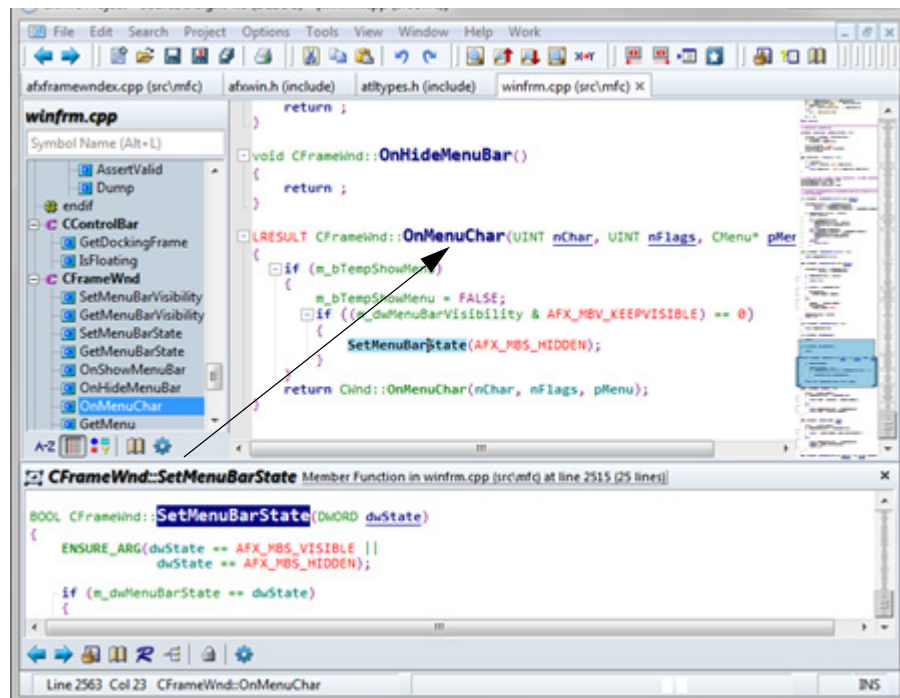 File Edit Search Project Options Tools View Window Help Work
afxframewndex.cpp (src\mfc) afxwin.h (include) atltypes.h (include) winfrm.cpp (src\mfc)
winfrm.cpp
Symbol Name (Alt+L)
AssertValid
Dump
endif
CControlBar
GetDockingFrame
IsFloating
CFrameWnd
SetMenuBarVisibility
GetMenuBarVisibility
SetMenuBarState
GetMenuBarState
OnShowMenuBar
OnHideMenuBar
OnMenuChar
GetMenu
A-Z
return ;
}
void CFrameWnd::OnHideMenuBar()
{
return ;
}
LRESULT CFrameWnd::OnMenuChar(UINT nChar, UINT nFlags, CMenu* pMer
{
if (m_bTempShowMenu)
{
m_bTempShowMenu = FALSE;
if ((m_dwMenuBarVisibility & AFX_MBV_KEEPVISIBLE) == 0)
{
SetMenuBarState(AFX_MBS_HIDDEN);
}
}
return CWnd::OnMenuChar(nChar, nFlags, pMenu);
}
CFrameWnd::SetMenuBarState Member Function in winfrm.cpp (src\mfc) at line 2515 (25 lines)
BOOL CFrameWnd::SetMenuBarState(DWORD dwState)
{
ENSURE_ARG(dwState == AFX_MBS_VISIBLE ||
dwState == AFX_MBS_HIDDEN);
if (m_dwMenuBarState == dwState)
{
Line 2563 Col 23 CFrameWnd::OnMenuChar INS